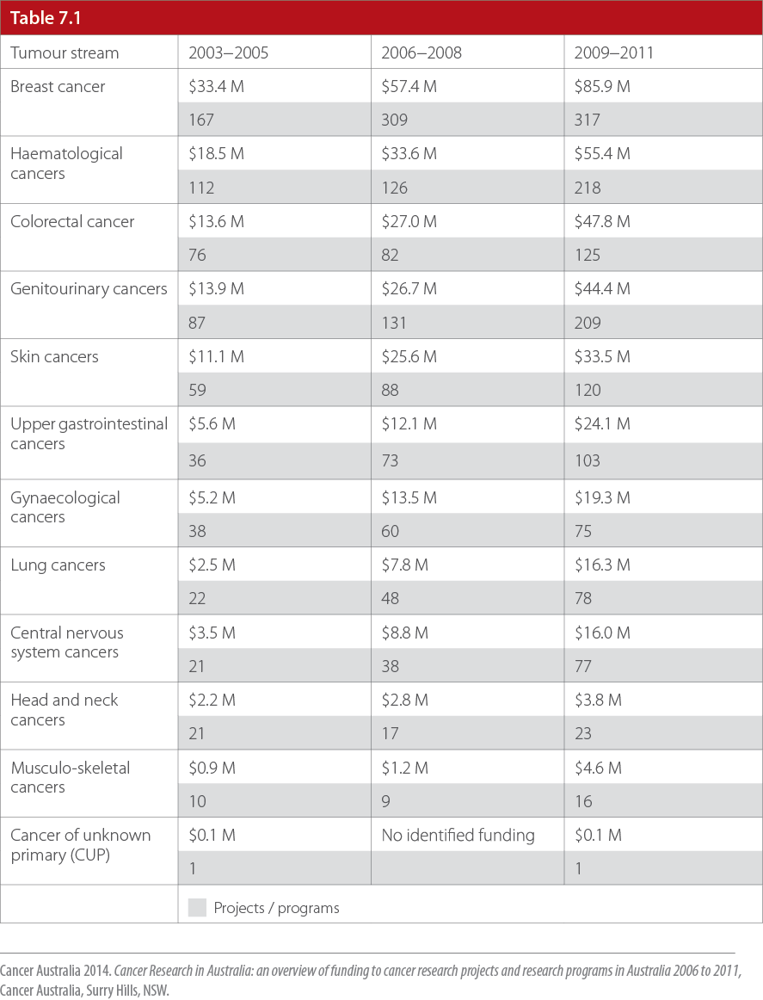 Table 7.1
Tumour stream 2003–2005 2006–2008 2009–2011
Breast cancer $33.4 M $57.4 M $85.9 M
167 309 317
Haematological
cancers $18.5 M $33.6 M $55.4 M
112 126 218
Colorectal cancer $13.6 M $27.0 M $47.8 M
76 82 125
Genitourinary cancers $13.9 M $26.7 M $44.4 M
87 131 209
Skin cancers $11.1 M $25.6 M $33.5 M
59 88 120
Upper gastrointestinal
cancers $5.6 M $12.1 M $24.1 M
36 73 103
Gynaecological
cancers $5.2 M $13.5 M $19.3 M
38 60 75
Lung cancers $2.5 M $7.8 M $16.3 M
22 48 78
Central nervous
system cancers $3.5 M $8.8 M $16.0 M
21 38 77
Head and neck
cancers $2.2 M $2.8 M $3.8 M
21 17 23
Musculo-skeletal
cancers $0.9 M $1.2 M $4.6 M
10 9 16
Cancer of unknown
primary (CUP) $0.1 M No identified funding $0.1 M
1 1
Projects / programs
Cancer Australia 2014. Cancer Research in Australia: an overview of funding to cancer research projects and research programs in Australia 2006 to 2011,
Cancer Australia, Surry Hills, NSW.